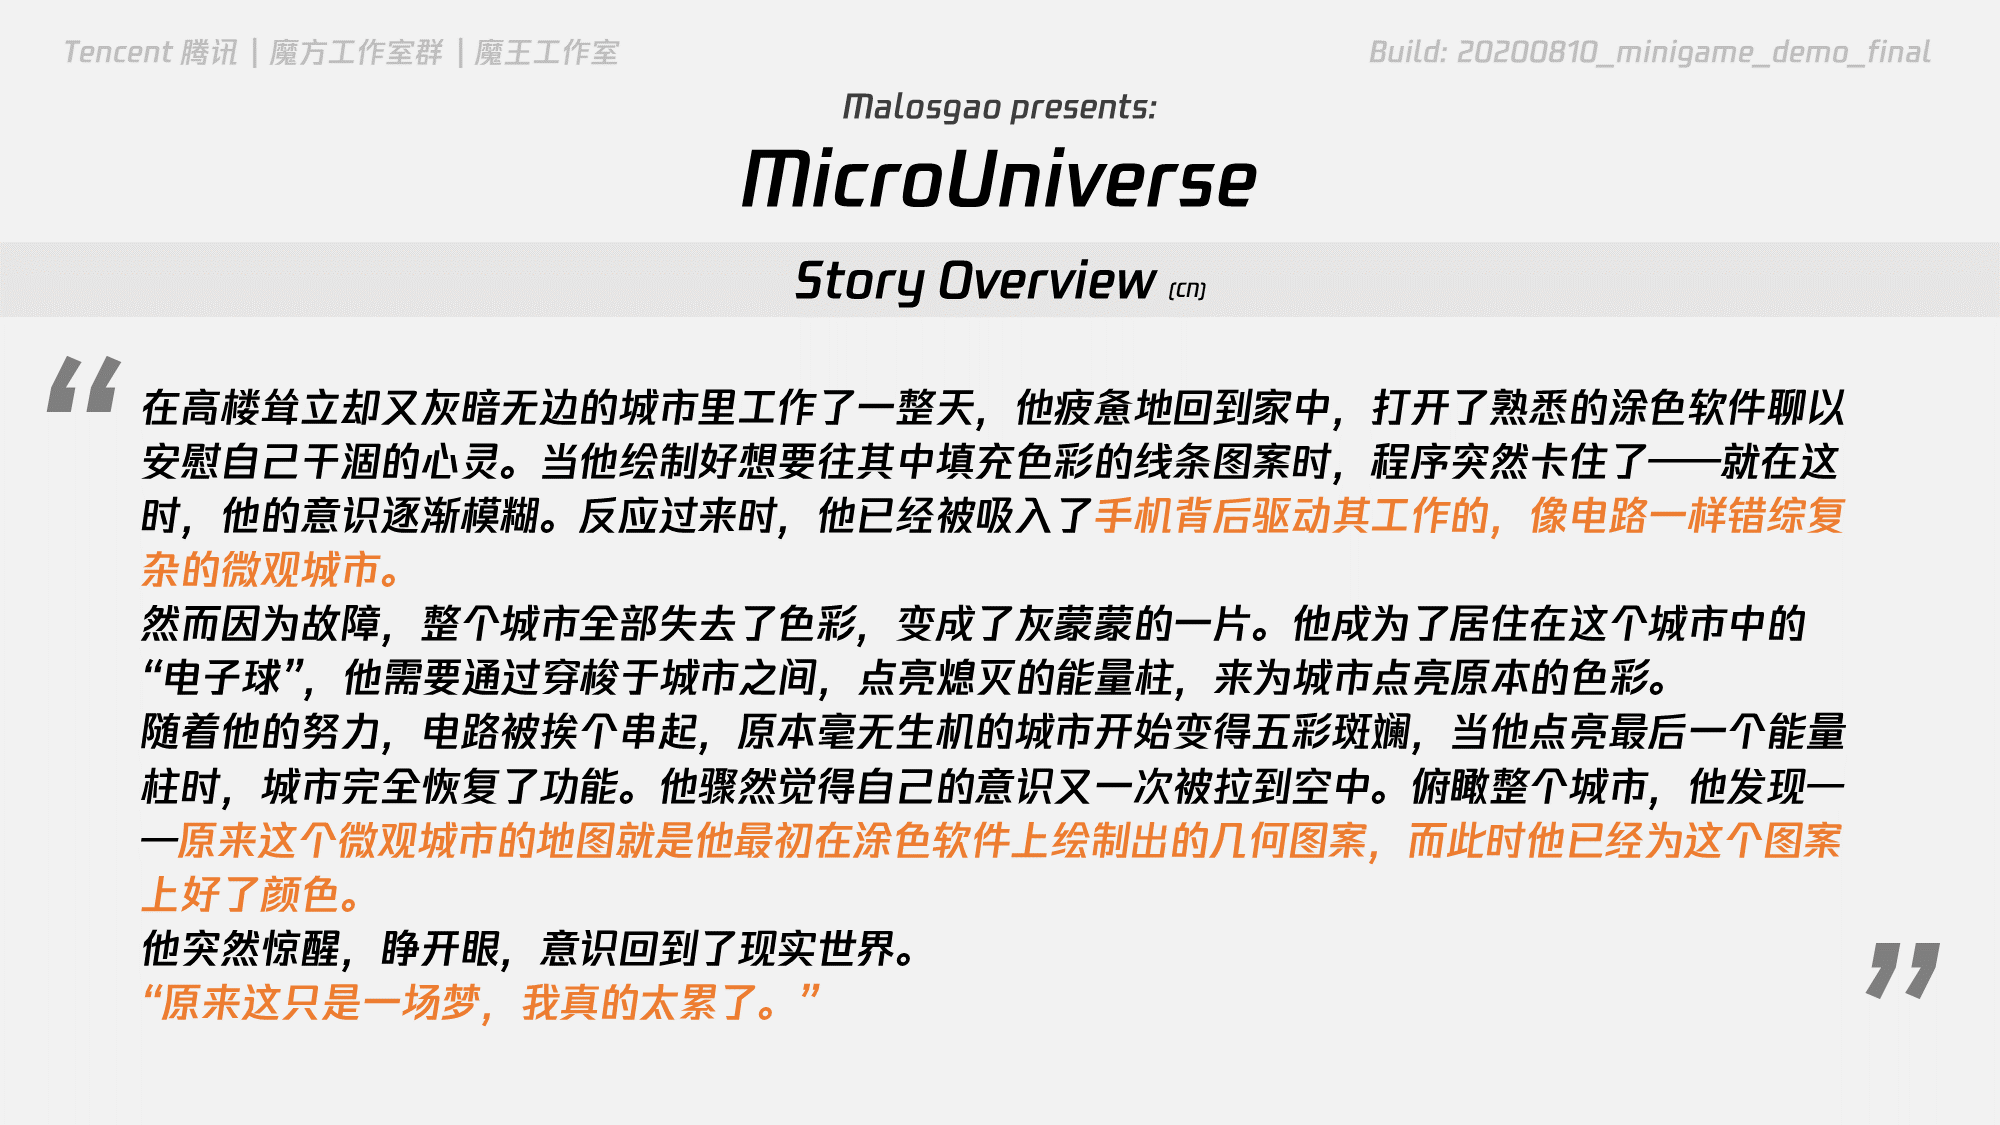 Tencent 腾讯 | 魔方工作室群 | 魔王工作室
Build: 20200810_minigame_demo_final
Malosgao presents:
MicroUniverse
Story Overview (CN)
“
在高楼耸立却又灰暗无边的城市里工作了一整天，他疲惫地回到家中，打开了熟悉的涂色软件聊以
安慰自己干涸的心灵。当他绘制好想要往其中填充色彩的线条图案时，程序突然卡住了——就在这
时，他的意识逐渐模糊。反应过来时，他已经被吸入了手机背后驱动其工作的，像电路一样错综复
杂的微观城市。
然而因为故障，整个城市全部失去了色彩，变成了灰蒙蒙的一片。他成为了居住在这个城市中的
“电子球”，他需要通过穿梭于城市之间，点亮熄灭的能量柱，来为城市点亮原本的色彩。
随着他的努力，电路被挨个串起，原本毫无生机的城市开始变得五彩斑斓，当他点亮最后一个能量
柱时，城市完全恢复了功能。他骤然觉得自己的意识又一次被拉到空中。俯瞰整个城市，他发现—
—原来这个微观城市的地图就是他最初在涂色软件上绘制出的几何图案，而此时他已经为这个图案
上好了颜色。
他突然惊醒，睁开眼，意识回到了现实世界。
“原来这只是一场梦，我真的太累了。”
”